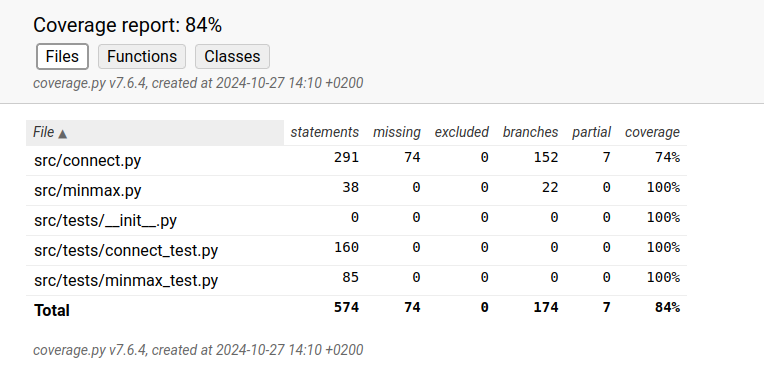 Coverage report: 84%
Files Functions Classes
coverage.py v7.6.4, created at 2024-10-27 14:10 +0200
File ▲ statements missing excluded branches partial coverage
src/connect.py 291 74 0 152 7 74%
src/minmax.py 38 0 0 22 0 100%
src/tests/__init__.py 0 0 0 0 0 100%
src/tests/connect_test.py 160 0 0 0 0 100%
src/tests/minmax_test.py 85 0 0 0 0 100%
Total 574 74 0 174 7 84%
coverage.py v7.6.4, created at 2024-10-27 14:10 +0200